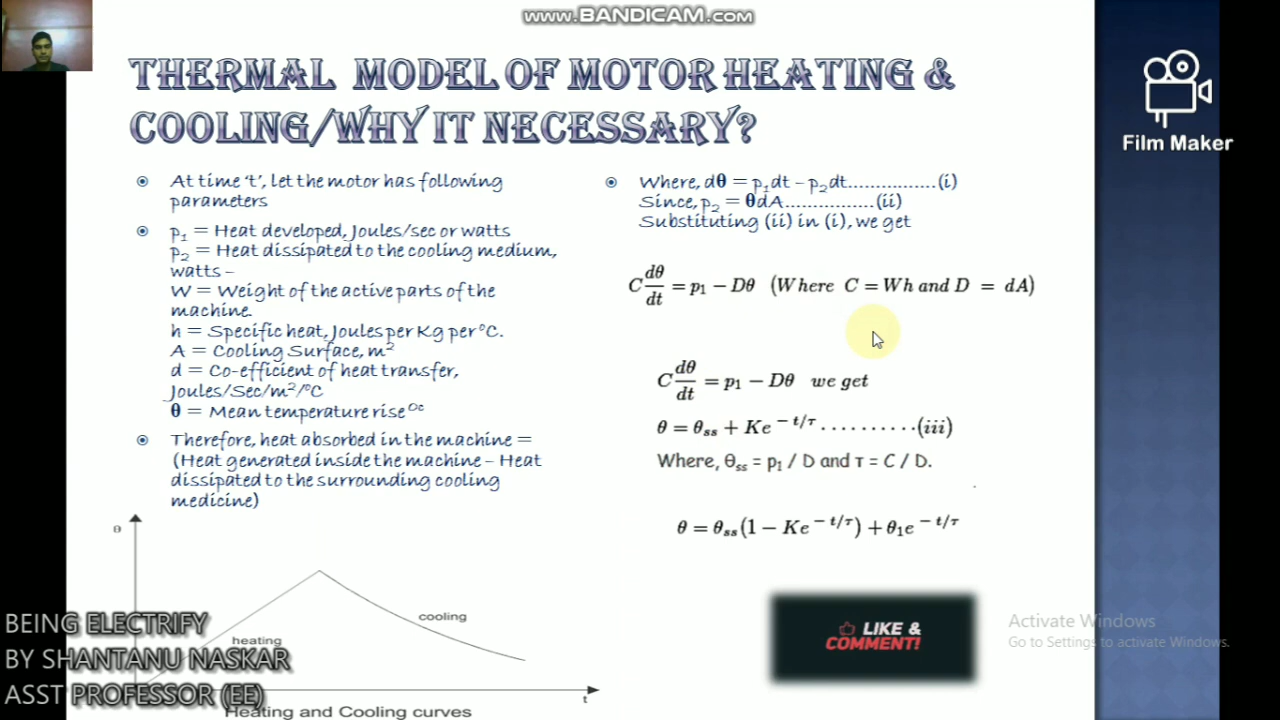 www.BANDICAM.com
THERMAL MODEL OF MOTOR HEATING &
COOLING/WHY IT NECESSARY?
Film Maker
At time 't', let the motor has following
parameters
p₁ = Heat developed, Joules/sec or watts
p₂ = Heat dissipated to the cooling medium,
watts –
W = Weight of the active parts of the
machine.
h = Specific heat, Joules per Kg per °C.
A = Cooling Surface, m²
d = Co-efficient of heat transfer,
Joules/Sec/m²/°C
θ = Mean temperature rise ⁰ᶜ
Therefore, heat absorbed in the machine =
(Heat generated inside the machine – Heat
dissipated to the surrounding cooling
medicine)
Where, dθ = p₁dt – p₂dt................(i)
Since, p₂ = θdA...............(ii)
Substituting (ii) in (i), we get
C dθ/dt = p₁ − Dθ (Where C = Wh and D = dA)
C dθ/dt = p₁ − Dθ we get
θ = θss + Ke^−t/τ ..........(iii)
Where, θss = p₁ / D and τ = C / D.
θ = θss(1 − Ke^−t/τ) + θ₁e^−t/τ
θ
cooling
heating
t
Heating and Cooling curves
BEING ELECTRIFY
BY SHANTANU NASKAR
ASST PROFESSOR (EE)
LIKE &
COMMENT!
Activate Windows
Go to Settings to activate Windows.